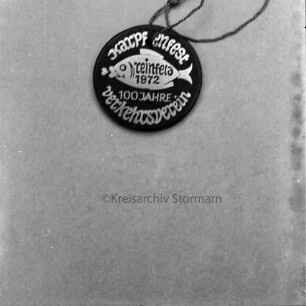 Karpfenfest
Reinfeld
1972
100 JAHRE
Verkehrsverein
©Kreisarchiv Stormarn